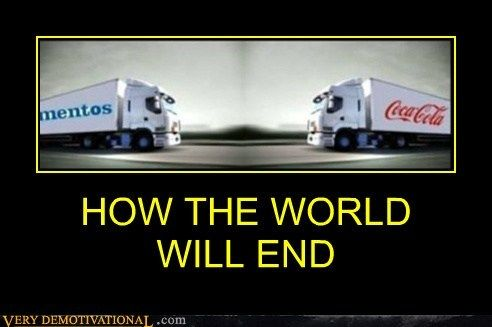 mentos
Coca-Cola
HOW THE WORLD
WILL END
VERY DEMOTIVATIONAL.com